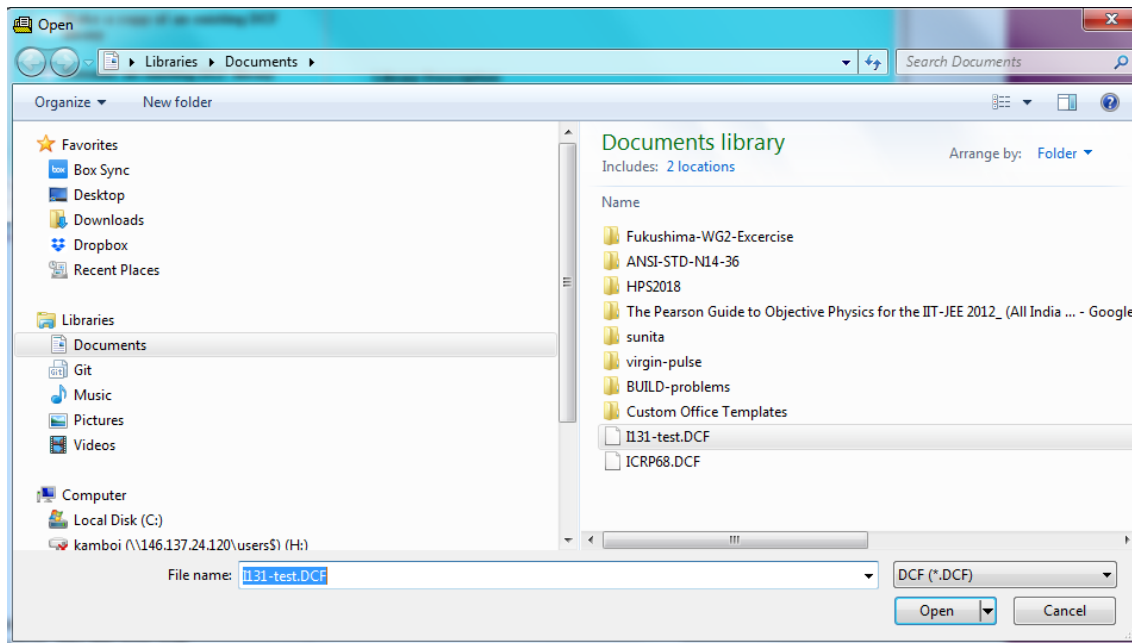 Open
Libraries Documents
Search Documents
Organize New folder
Favorites
Box Sync
Desktop
Downloads
Dropbox
Recent Places
Libraries
Documents
Git
Music
Pictures
Videos
Computer
Local Disk (C:)
kamboj (\\146.137.24.120\users$) (H:)
Documents library
Includes: 2 locations
Arrange by: Folder
Name
Fukushima-WG2-Excercise
ANSI-STD-N14-36
HPS2018
The Pearson Guide to Objective Physics for the IIT-JEE 2012_ (All India ... - Google
sunita
virgin-pulse
BUILD-problems
Custom Office Templates
I131-test.DCF
ICRP68.DCF
File name: I131-test.DCF
DCF (*.DCF)
Open Cancel